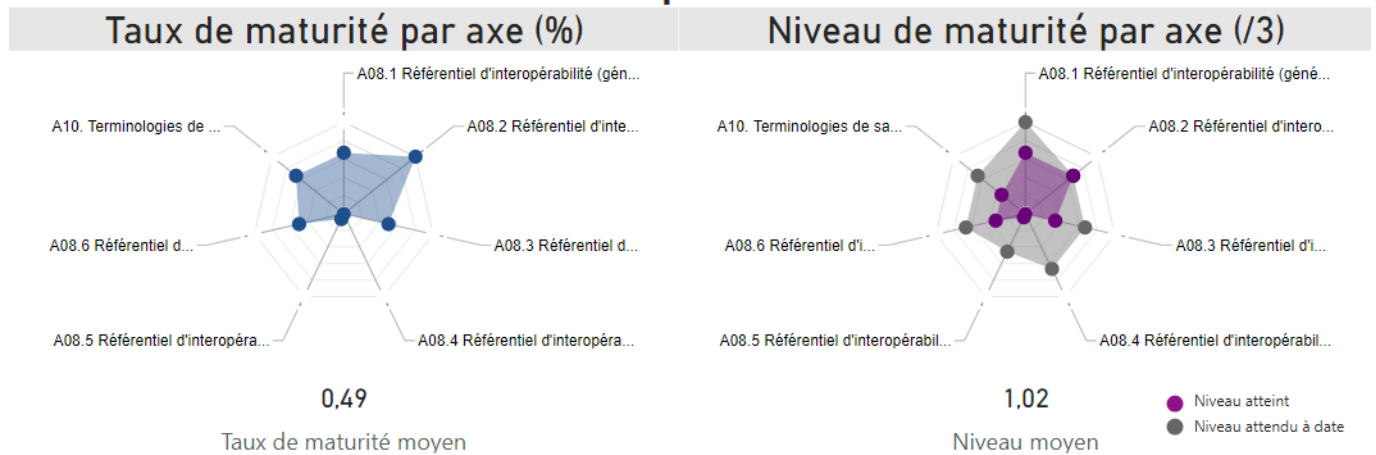 Taux de maturité par axe (%)
A08.1 Référentiel d'interopérabilité (gén...
A10. Terminologies de ...
A08.2 Référentiel d'inte...
A08.6 Référentiel d...
A08.3 Référentiel d...
A08.5 Référentiel d'interopéra...
A08.4 Référentiel d'interopéra...
0,49
Taux de maturité moyen
Niveau de maturité par axe (/3)
A08.1 Référentiel d'interopérabilité (géné...
A10. Terminologies de sa...
A08.2 Référentiel d'intero...
A08.6 Référentiel d'i...
A08.3 Référentiel d'i...
A08.5 Référentiel d'interopérabil...
A08.4 Référentiel d'interopérabil...
1,02
Niveau moyen
Niveau atteint
Niveau attendu à date